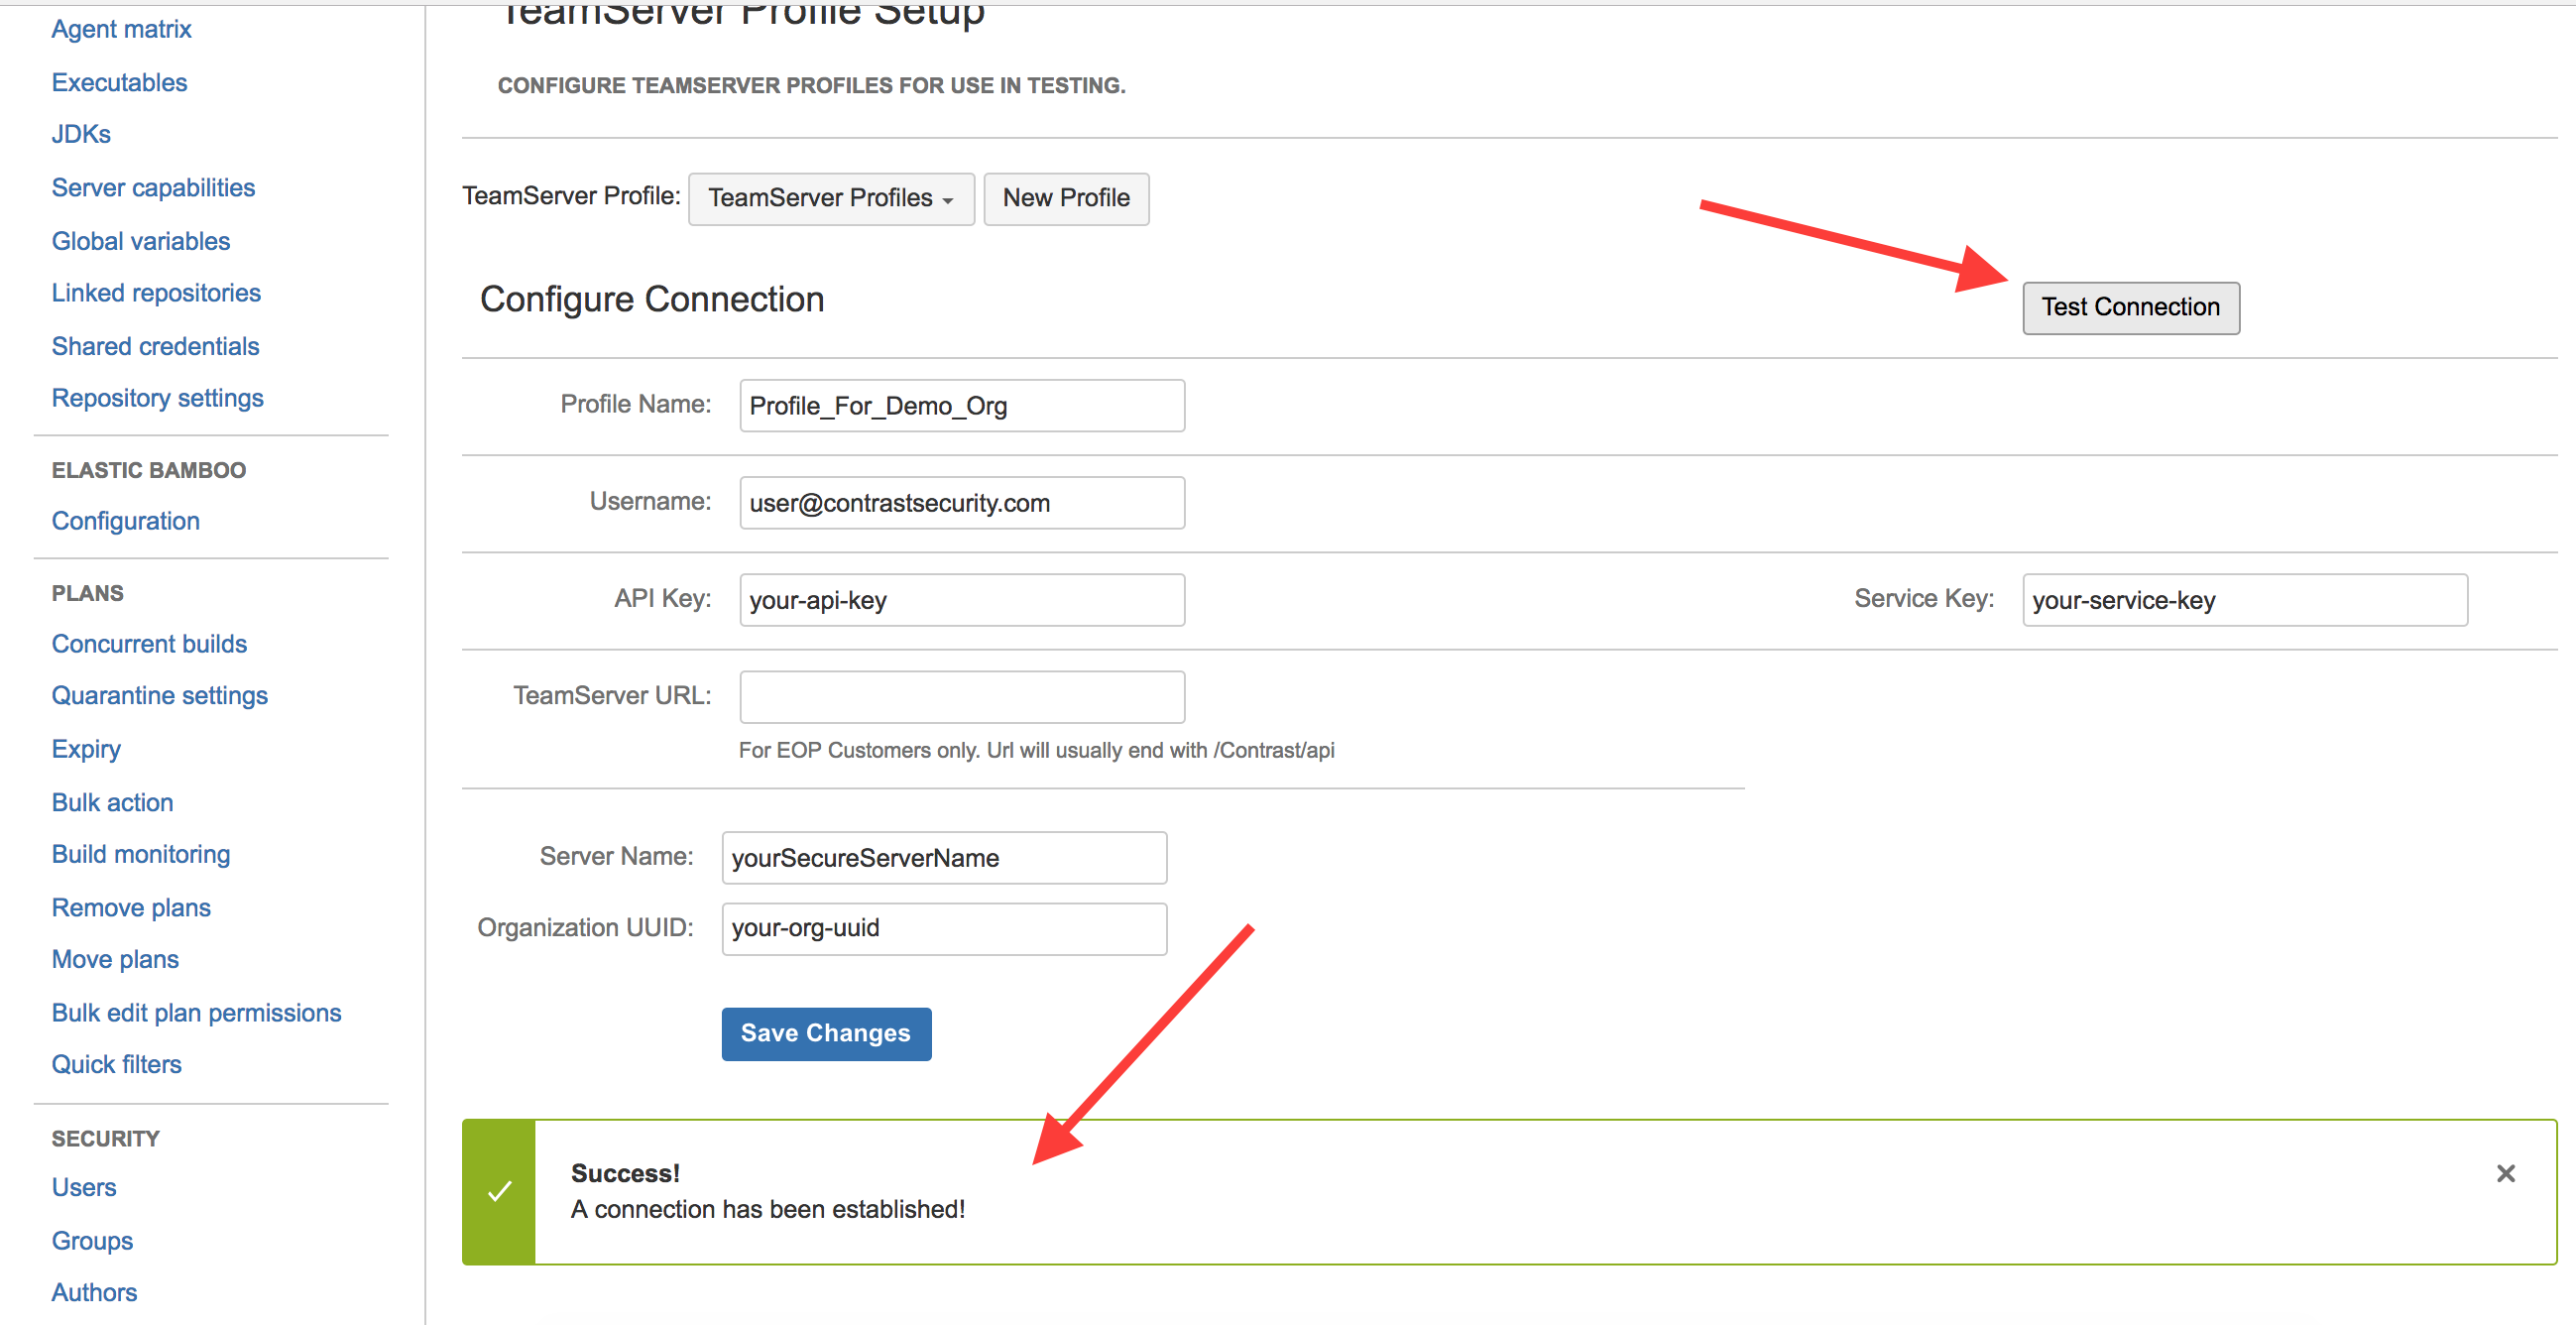 Agent matrix
Executables
JDKs
Server capabilities
Global variables
Linked repositories
Shared credentials
Repository settings
ELASTIC BAMBOO
Configuration
PLANS
Concurrent builds
Quarantine settings
Expiry
Bulk action
Build monitoring
Remove plans
Move plans
Bulk edit plan permissions
Quick filters
SECURITY
Users
Groups
Authors
TeamServer Profile Setup
CONFIGURE TEAMSERVER PROFILES FOR USE IN TESTING.
TeamServer Profile: TeamServer Profiles New Profile
Configure Connection Test Connection
Profile Name: Profile_For_Demo_Org
Username: user@contrastsecurity.com
API Key: your-api-key Service Key: your-service-key
TeamServer URL:
For EOP Customers only. Url will usually end with /Contrast/api
Server Name: yourSecureServerName
Organization UUID: your-org-uuid
Save Changes
Success!
A connection has been established!